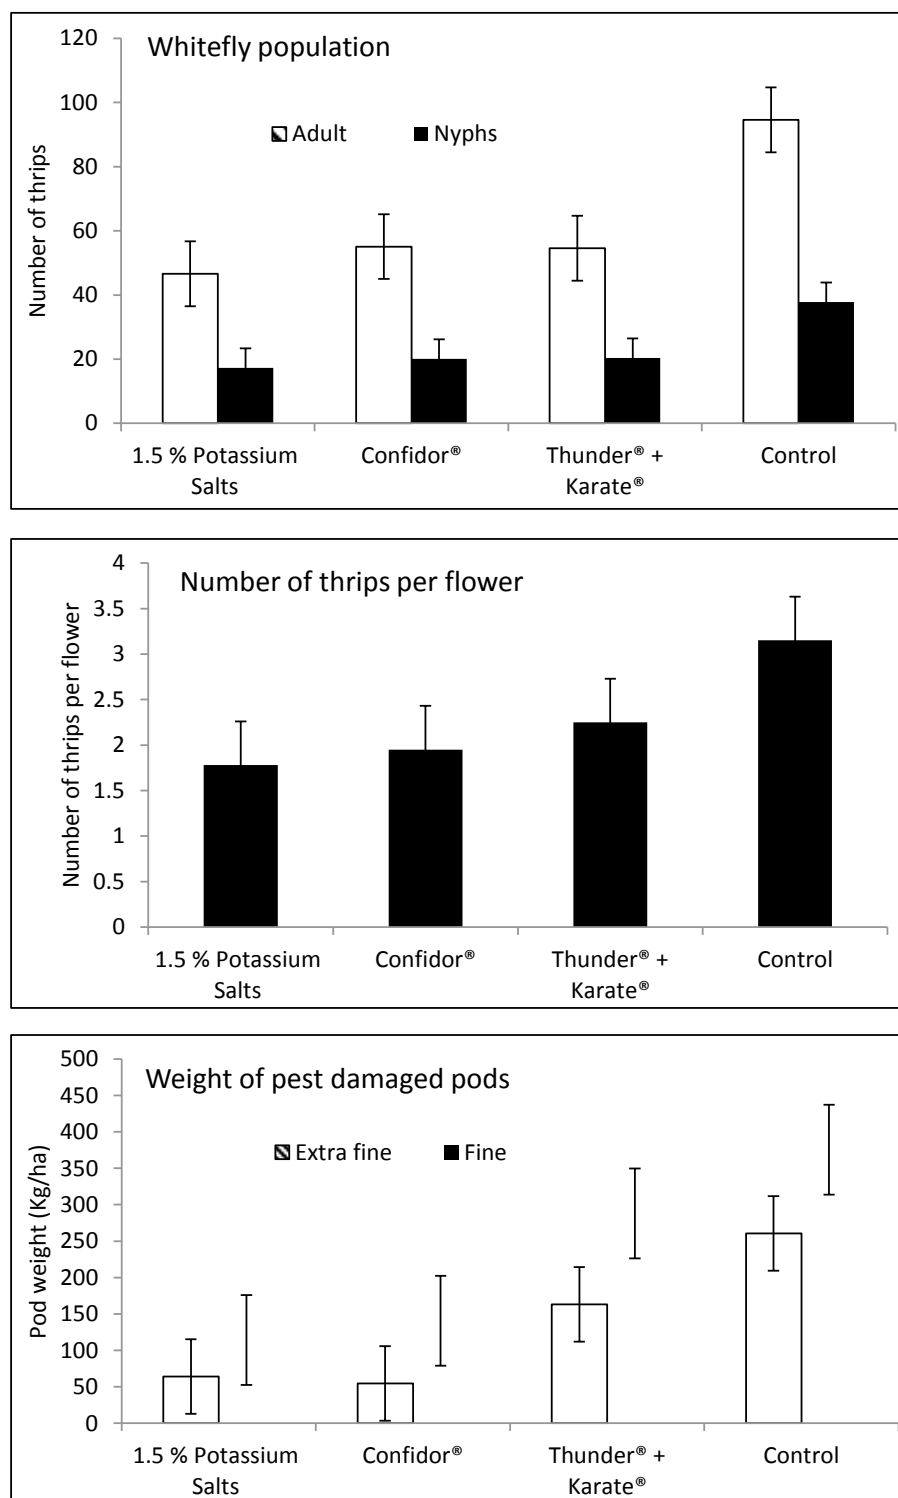 Whitefly population
Number of thrips
120
100
80
60
40
20
0
Adult
Nyphs
1.5 % Potassium
Salts
Confidor®
Thunder® +
Karate®
Control
Number of thrips per flower
Number of thrips per flower
4
3.5
3
2.5
2
1.5
1
0.5
0
1.5 % Potassium
Salts
Confidor®
Thunder® +
Karate®
Control
Weight of pest damaged pods
Pod weight (Kg/ha)
500
450
400
350
300
250
200
150
100
50
0
Extra fine
Fine
1.5 % Potassium
Salts
Confidor®
Thunder® +
Karate®
Control